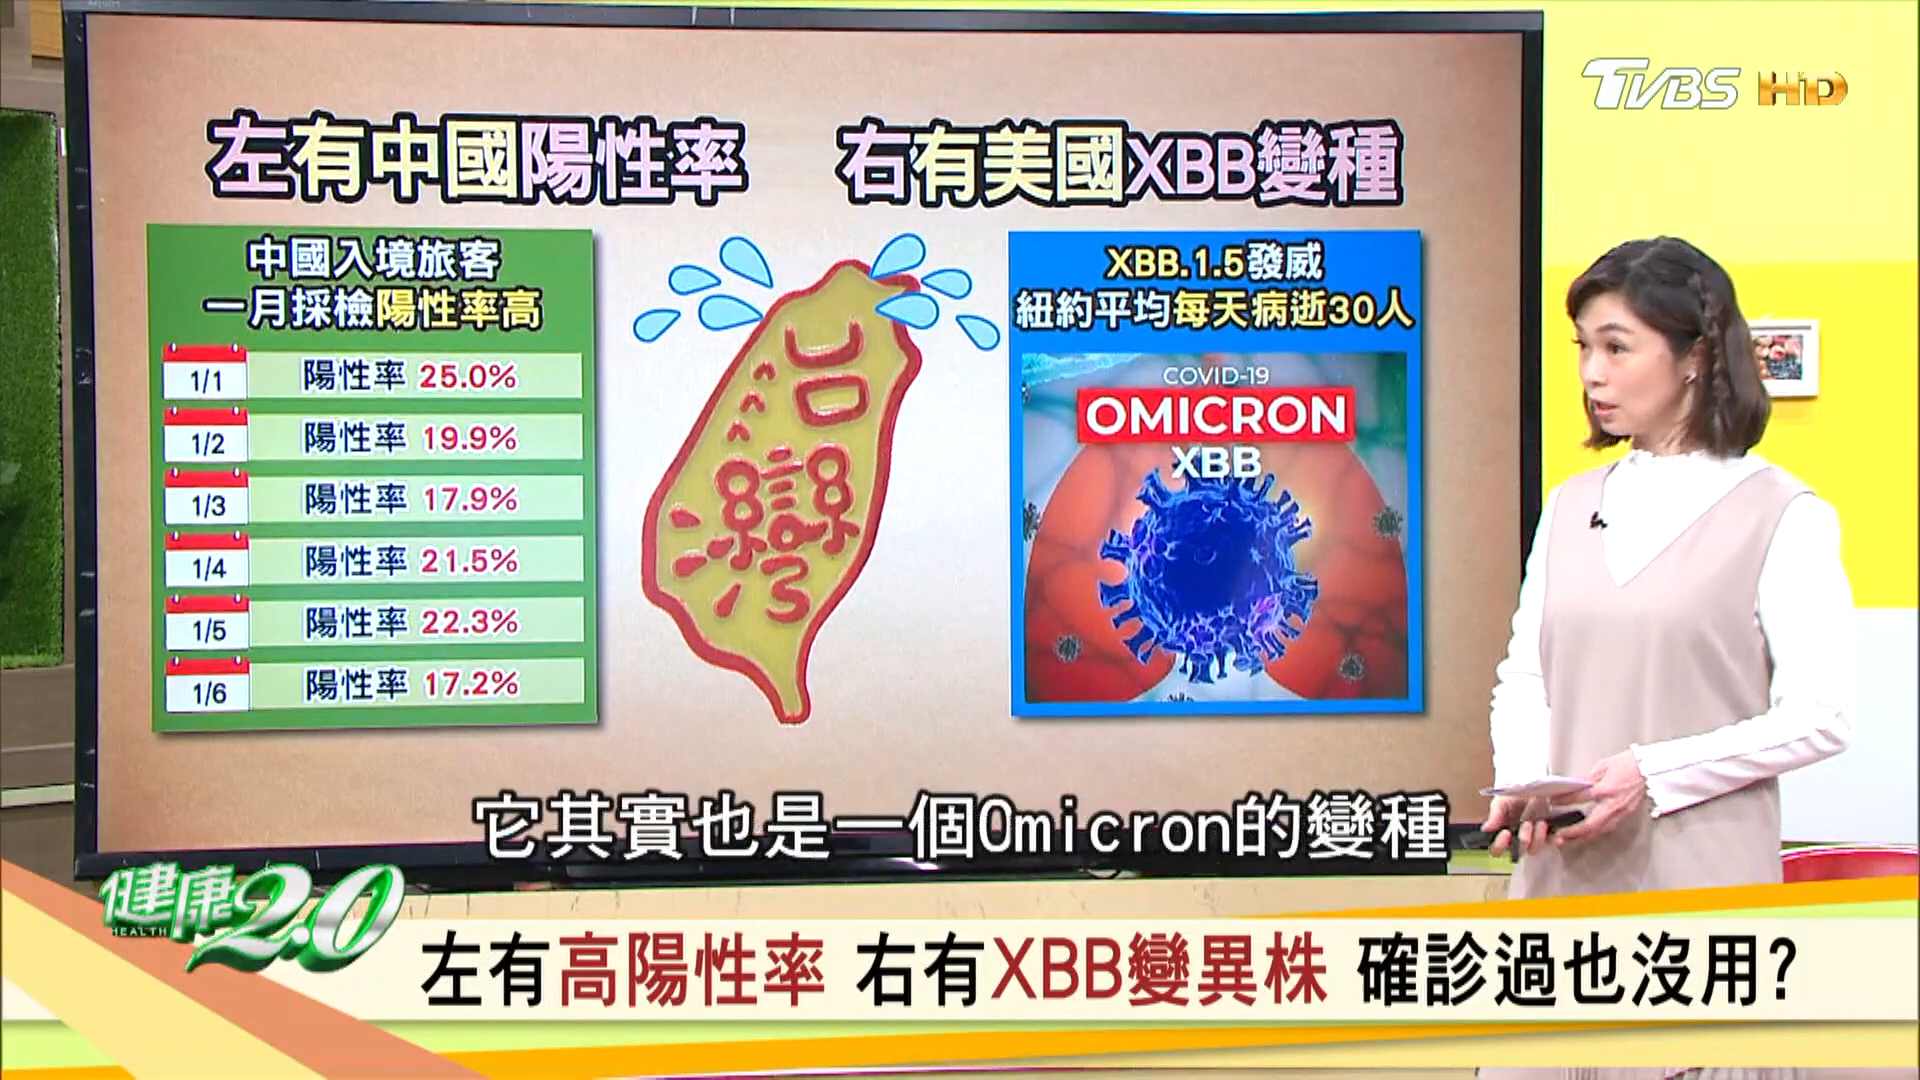 TVBS HD
左有中國陽性率 右有美國XBB變種
中國入境旅客
一月採檢陽性率高
1/1 陽性率 25.0%
1/2 陽性率 19.9%
1/3 陽性率 17.9%
1/4 陽性率 21.5%
1/5 陽性率 22.3%
1/6 陽性率 17.2%
台灣
XBB.1.5發威
紐約平均每天病逝30人
COVID-19
OMICRON
XBB
它其實也是一個Omicron的變種
健康2.0
HEALTH
左有高陽性率 右有XBB變異株 確診過也沒用?